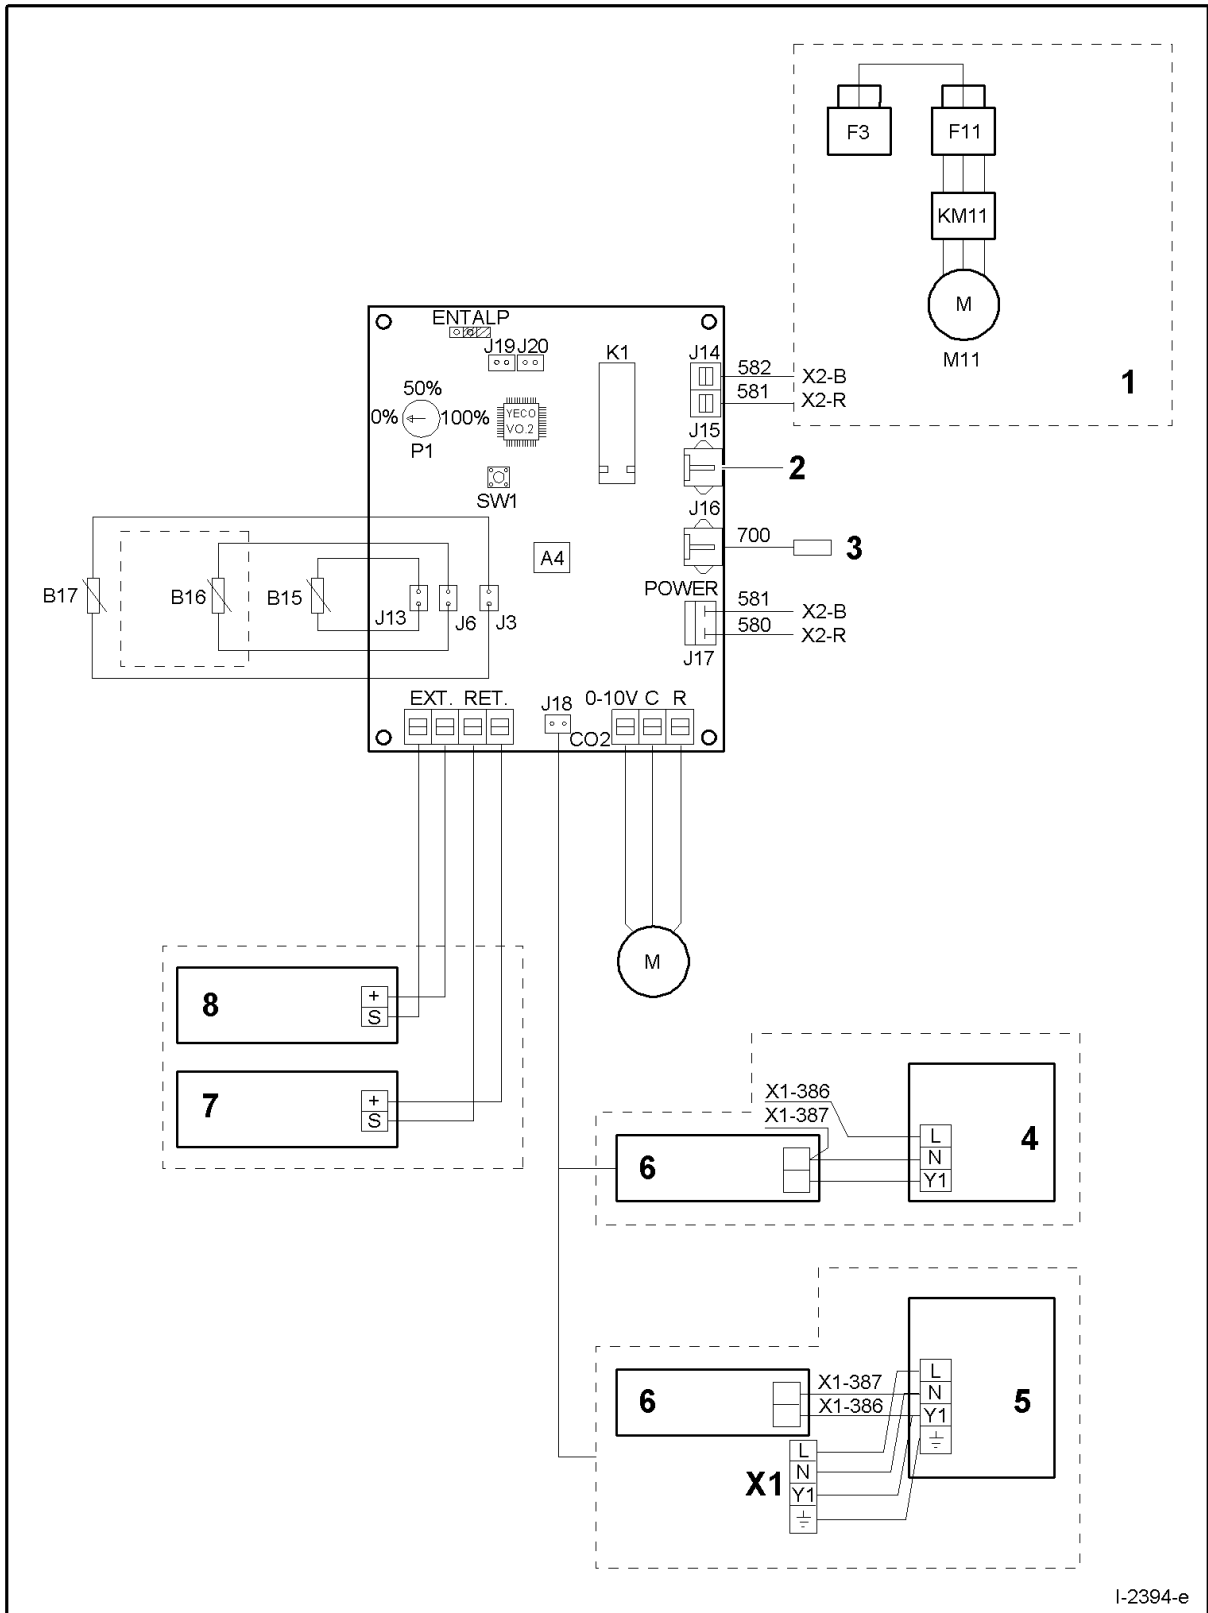 F3
F11
KM11
M
M11
1
ENTALP
J19 J20
K1
J14
582
X2-B
581
X2-R
50%
0%
100%
P1
YECO
VO.2
J15
2
SW1
J16
700
3
A4
B17
B16
B15
J13
J6
J3
POWER
581
X2-B
580
X2-R
J17
EXT. RET.
J18
0-10V C R
CO2
M
8
+
S
7
+
S
X1-386
X1-387
6
L
N
Y1
4
6
X1-387
X1-386
L
N
Y1
5
X1
L
N
Y1
I-2394-e